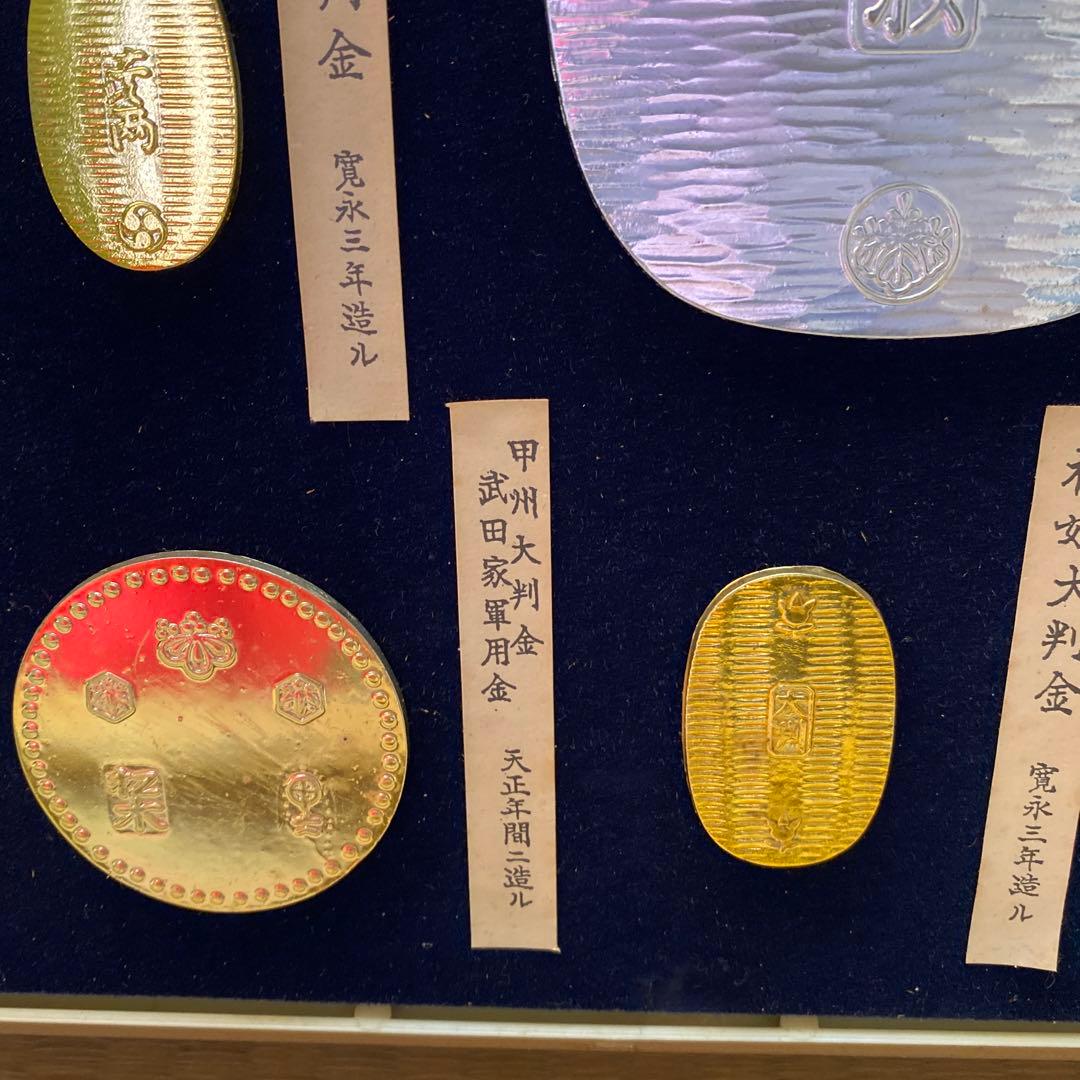 金
寛永三年造ル
甲州大判金
武田家軍用金
天正年間ニ造ル
大判金
寛永三年造ル